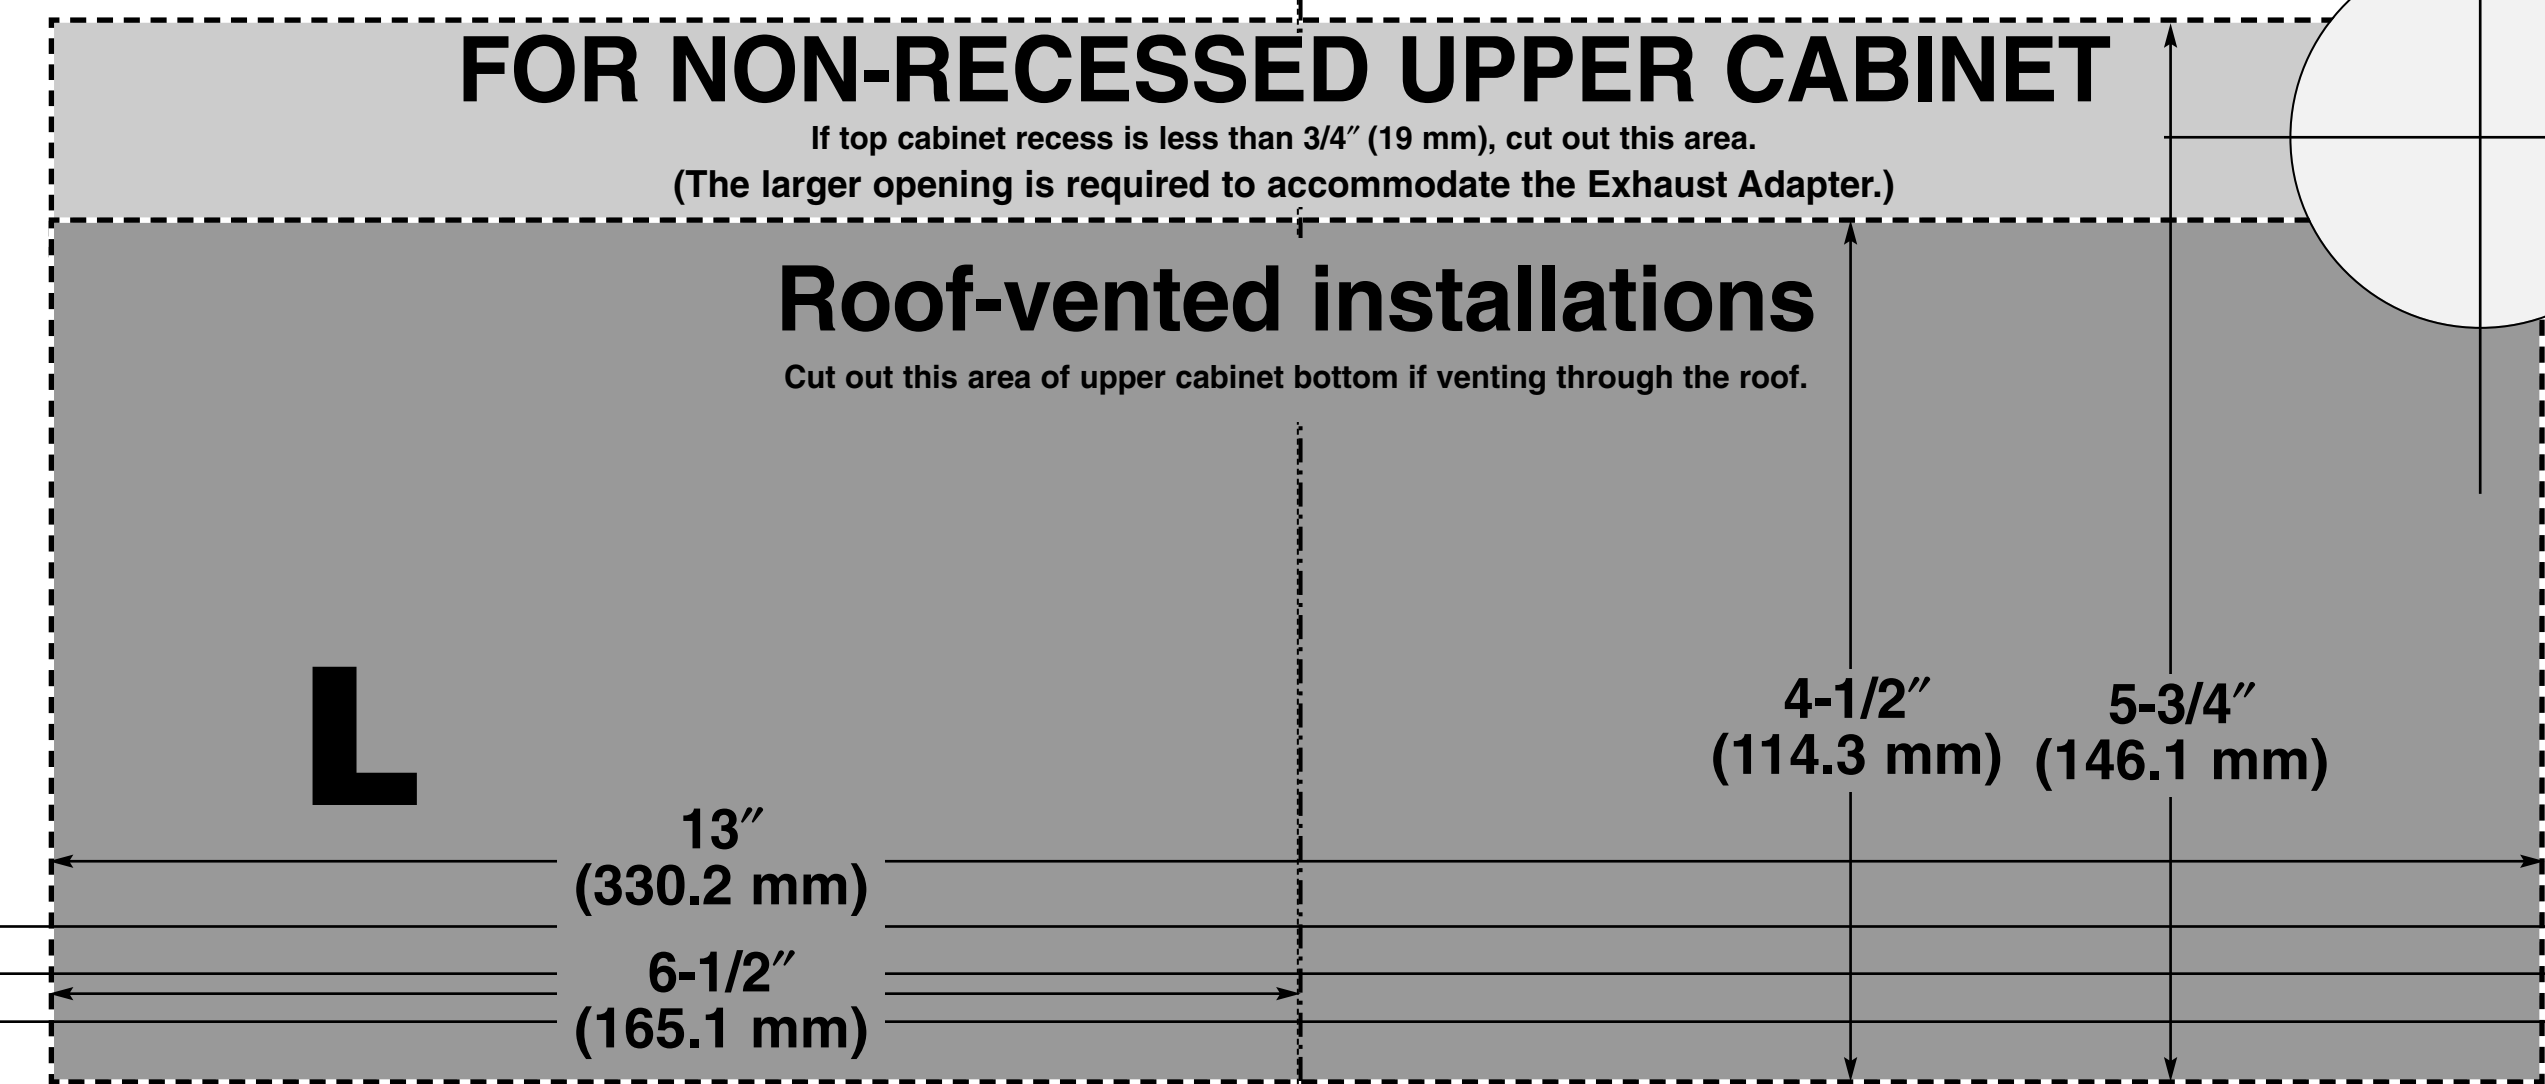 FOR NON-RECESSED UPPER CABINET
If top cabinet recess is less than 3/4″ (19 mm), cut out this area.
(The larger opening is required to accommodate the Exhaust Adapter.)
Roof-vented installations
Cut out this area of upper cabinet bottom if venting through the roof.
L
4-1/2″
(114.3 mm)
5-3/4″
(146.1 mm)
13″
(330.2 mm)
6-1/2″
(165.1 mm)